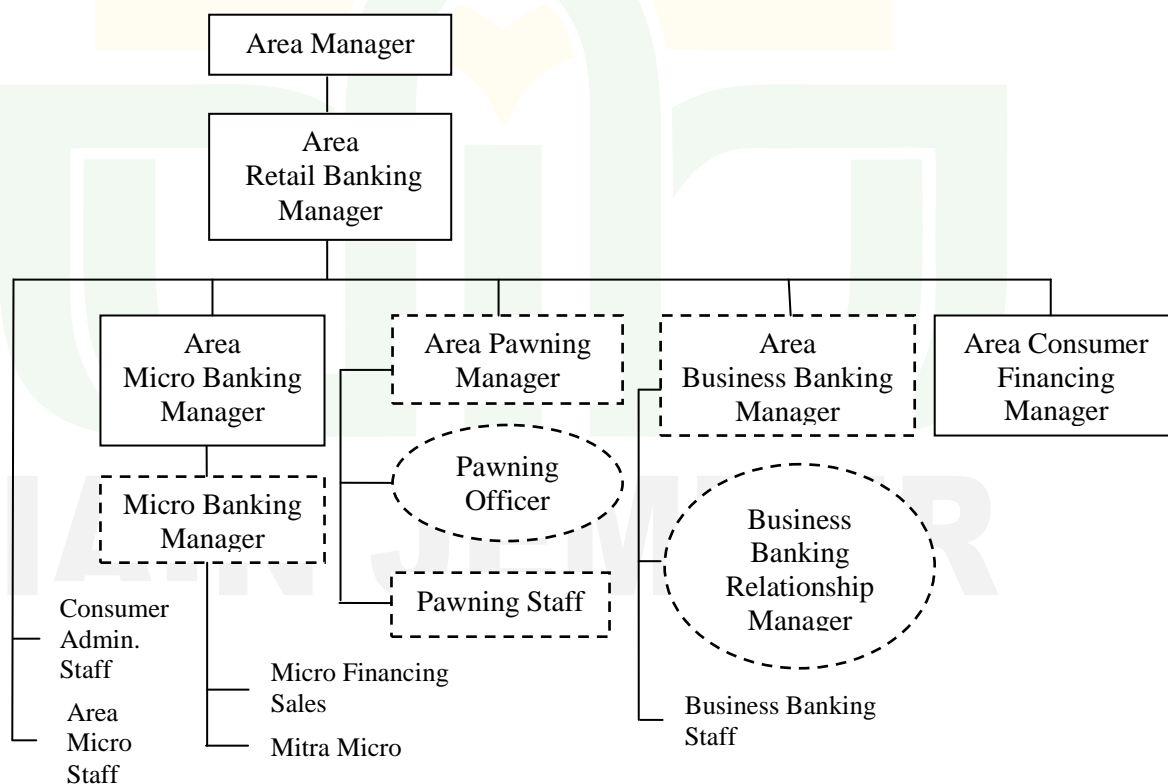 Area Manager
Area
Retail Banking
Manager
Area
Micro Banking
Manager
Area Pawning
Manager
Area
Business Banking
Manager
Area Consumer
Financing
Manager
Micro Banking
Manager
Pawning
Officer
Pawning Staff
Business
Banking
Relationship
Manager
Consumer
Admin.
Staff
Area
Micro
Staff
Micro Financing
Sales
Mitra Micro
Business Banking
Staff
IAIN JEMBER